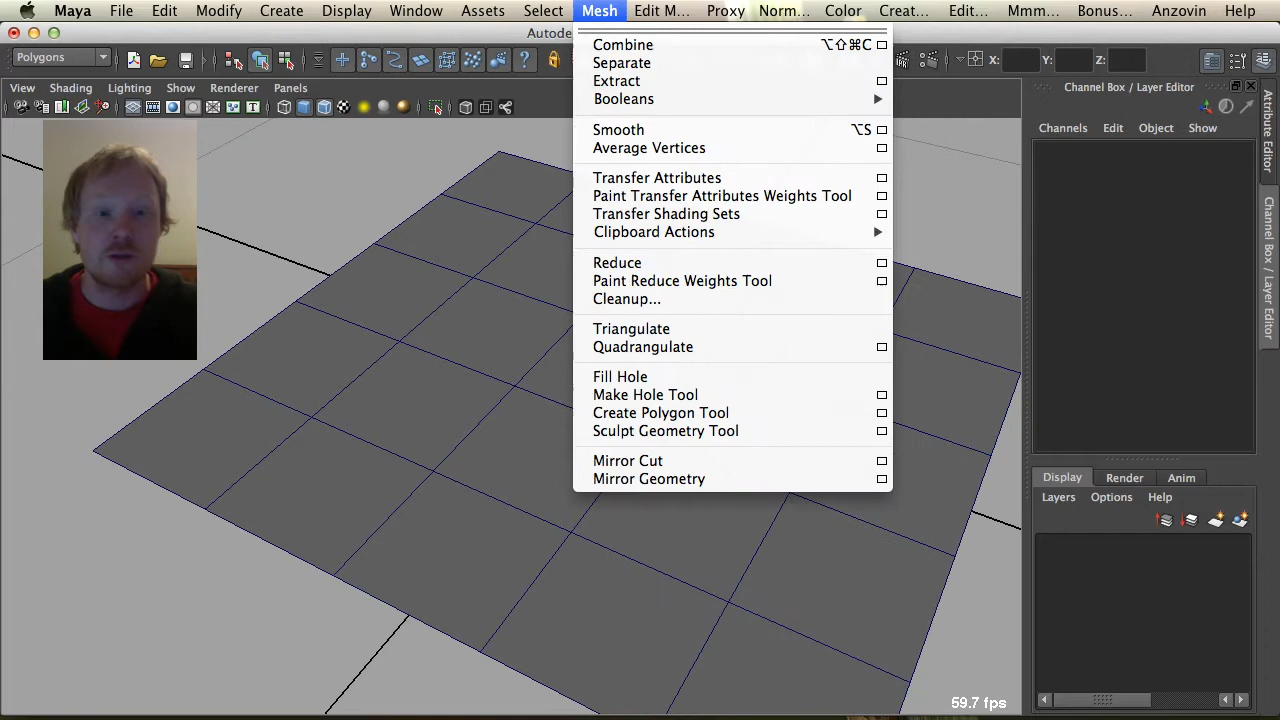 Maya File Edit Modify Create Display Window Assets Select Mesh Edit M... Proxy Norm... Color Creat... Edit... Mmm... Bonus... Anzovin Help
Autodes
Polygons
X: Y: Z:
View Shading Lighting Show Renderer Panels
Combine ⌥⇧⌘C
Separate
Extract
Booleans
Smooth ⌥S
Average Vertices
Transfer Attributes
Paint Transfer Attributes Weights Tool
Transfer Shading Sets
Clipboard Actions
Reduce
Paint Reduce Weights Tool
Cleanup...
Triangulate
Quadrangulate
Fill Hole
Make Hole Tool
Create Polygon Tool
Sculpt Geometry Tool
Mirror Cut
Mirror Geometry
59.7 fps
Channel Box / Layer Editor
Channels Edit Object Show
Display Render Anim
Layers Options Help
Attribute Editor
Channel Box / Layer Editor